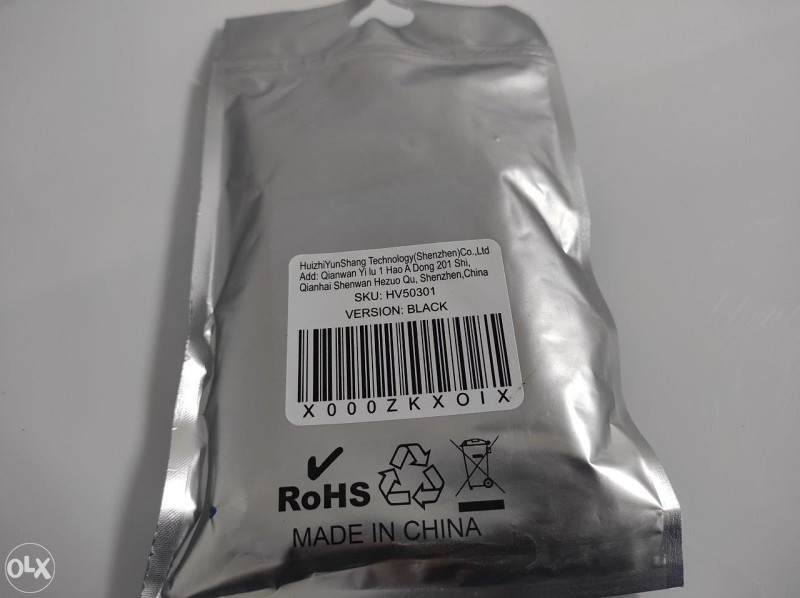 HuizhiYunShang Technology(Shenzhen)Co.,Ltd
Add: Qianwan Yi lu 1 Hao A Dong 201 Shi,
Qianhai Shenwan Hezuo Qu, Shenzhen,China
SKU: HV50301
VERSION: BLACK
X000ZKXOIX
RoHS
MADE IN CHINA
OLX